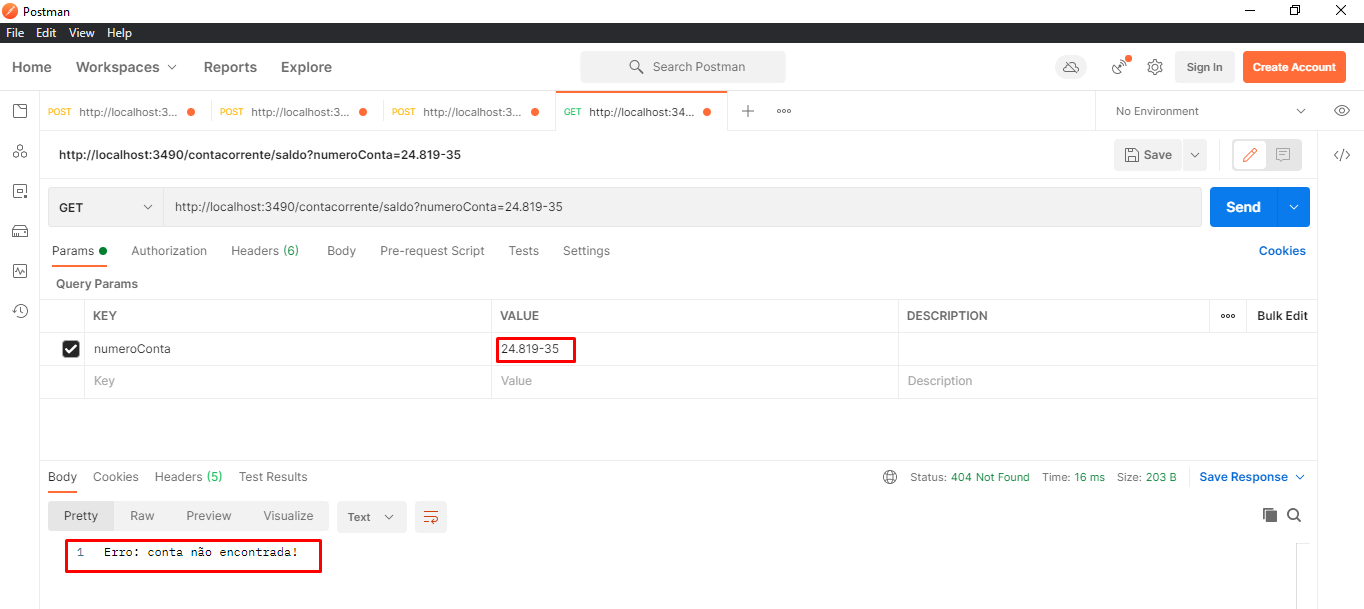 Postman
File Edit View Help
Home Workspaces Reports Explore Search Postman Sign In Create Account
POST http://localhost:3... POST http://localhost:3... POST http://localhost:3... GET http://localhost:34... No Environment
http://localhost:3490/contacorrente/saldo?numeroConta=24.819-35 Save
GET http://localhost:3490/contacorrente/saldo?numeroConta=24.819-35 Send
Params Authorization Headers (6) Body Pre-request Script Tests Settings Cookies
Query Params
KEY VALUE DESCRIPTION Bulk Edit
numeroConta 24.819-35
Key Value Description
Body Cookies Headers (5) Test Results Status: 404 Not Found Time: 16 ms Size: 203 B Save Response
Pretty Raw Preview Visualize Text
1 Erro: conta não encontrada!